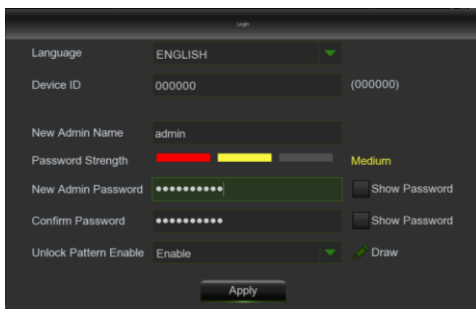 Login
Language ENGLISH
Device ID 000000 (000000)
New Admin Name admin
Password Strength Medium
New Admin Password •••••••••• Show Password
Confirm Password •••••••••• Show Password
Unlock Pattern Enable Enable Draw
Apply